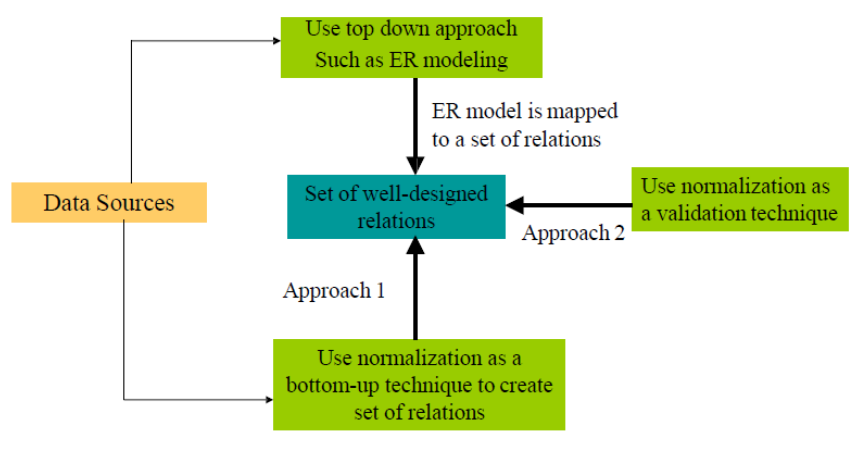 Use top down approach
Such as ER modeling
ER model is mapped
to a set of relations
Data Sources
Set of well-designed
relations
Use normalization as
a validation technique
Approach 2
Approach 1
Use normalization as a
bottom-up technique to create
set of relations